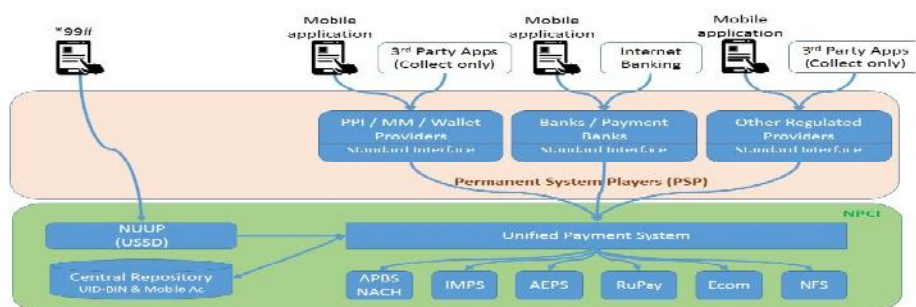 *99#
Mobile
application
3rd Party Apps
(Collect only)
Mobile
application
Internet
Banking
Mobile
application
3rd Party Apps
(Collect only)
PPI / MM / Wallet
Providers
Standard Interface
Banks / Payment
Banks
Standard Interface
Other Regulated
Providers
Standard Interface
Permanent System Players (PSP)
NPCI
NUUP
(USSD)
Unified Payment System
Central Repository
UID-BIN & Mobile Ac
APBS
NACH
IMPS
AEPS
RuPay
Ecom
NFS